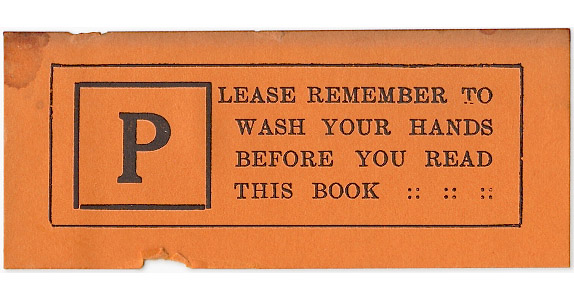 PLEASE REMEMBER TO
WASH YOUR HANDS
BEFORE YOU READ
THIS BOOK :: :: ::